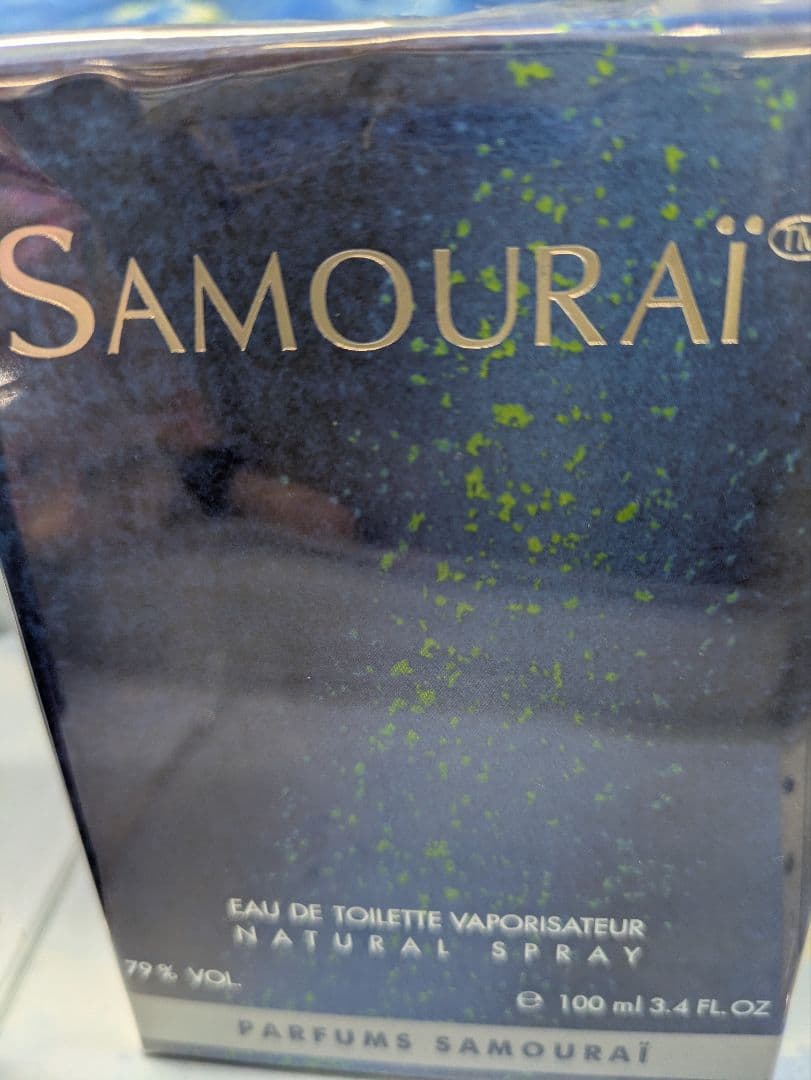 SAMOURAÏ™
EAU DE TOILETTE VAPORISATEUR
NATURAL SPRAY
79 % VOL.
℮ 100 ml 3.4 FL. OZ
PARFUMS SAMOURAÏ